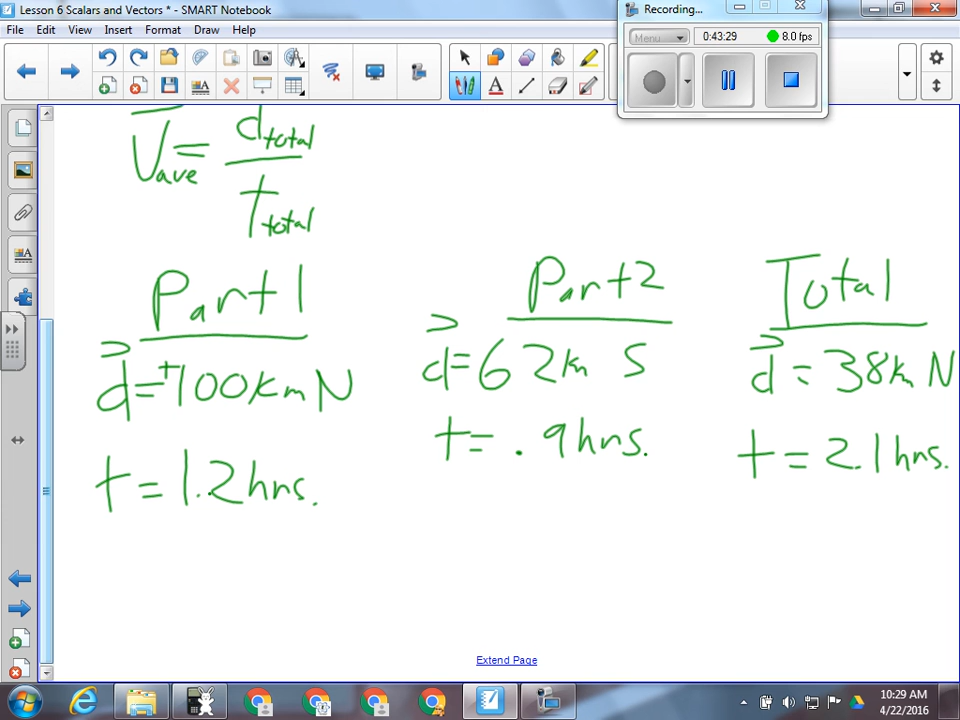 Lesson 6 Scalars and Vectors * - SMART Notebook
Recording...
File Edit View Insert Format Draw Help
Menu
0:43:29
8.0 fps
V⃗ave = dtotal
Ttotal
Part 1
Part 2
Total
d⃗=+100km N
d⃗=62km S
d⃗ = 38km N
t = 1.2hrs.
t = .9hrs.
t = 2.1hrs.
Extend Page
10:29 AM
4/22/2016